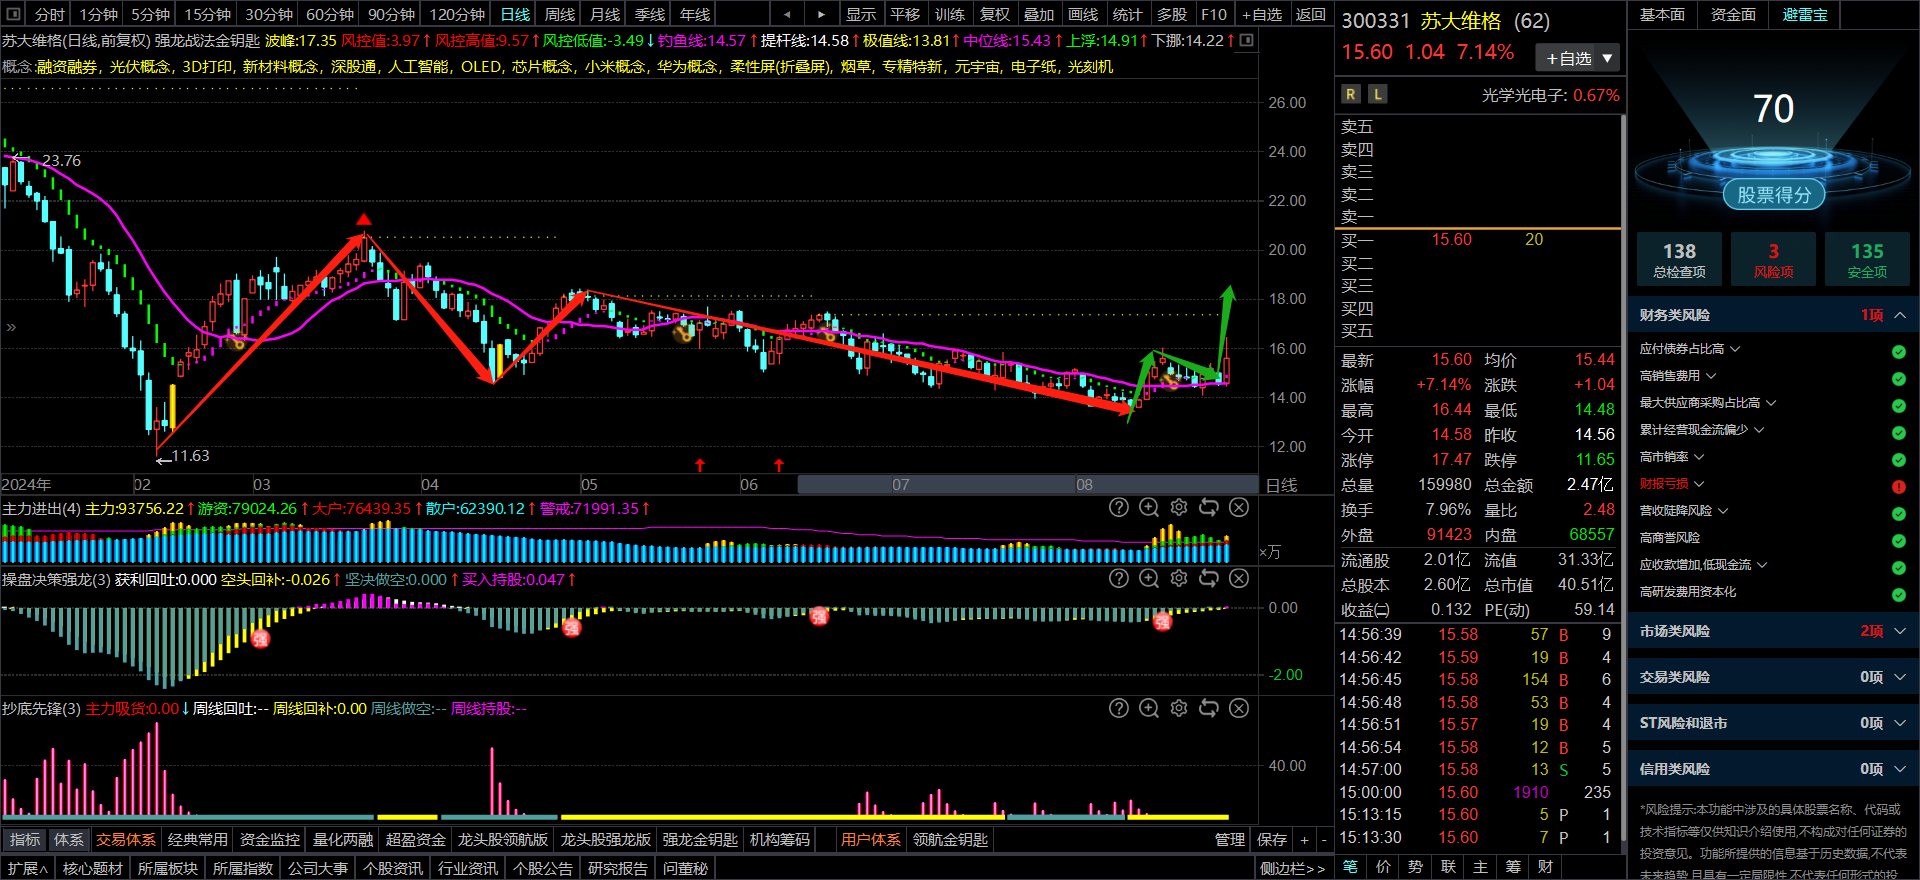 分时 1分钟 5分钟 15分钟 30分钟 60分钟 90分钟 120分钟 日线 周线 月线 季线 年线 显示 平移 训练 复权 叠加 画线 统计 多股 F10 +自选 返回
苏大维格(日线,前复权) 强龙战法金钥匙 波峰:17.35 风控值:3.97↑ 风控高值:9.57↑ 风控低值:-3.49↓ 钓鱼线:14.57↑ 提杆线:14.58↑ 极值线:13.81↑ 中位线:15.43↑ 上浮:14.91↑ 下挪:14.22↑
概念:融资融券, 光伏概念, 3D打印, 新材料概念, 深股通, 人工智能, OLED, 芯片概念, 小米概念, 华为概念, 柔性屏(折叠屏), 烟草, 专精特新, 元宇宙, 电子纸, 光刻机
26.00
24.00
22.00
20.00
18.00
16.00
14.00
12.00
23.76
11.63
»
2024年 02 03 04 05 06 07 08 日线
主力进出(4) 主力:93756.22↑ 游资:79024.26↑ 大户:76439.35↑ 散户:62390.12↑ 警戒:71991.35↑
×万
操盘决策强龙(3) 获利回吐:0.000 空头回补:-0.026↑ 坚决做空:0.000↑ 买入持股:0.047↑
0.00
强 强 强 强
-2.00
抄底先锋(3) 主力吸货:0.00↓ 周线回吐:-- 周线回补:0.00 周线做空:-- 周线持股:--
40.00
指标 体系 交易体系 经典常用 资金监控 量化两融 超盈资金 龙头股领航版 龙头股强龙版 强龙金钥匙 机构筹码 用户体系 领航金钥匙 管理 保存 + -
扩展∧ 核心题材 所属板块 所属指数 公司大事 个股资讯 行业资讯 个股公告 研究报告 问董秘 侧边栏>>
300331 苏大维格 (62)
15.60 1.04 7.14% +自选 ▼
R L 光学光电子: 0.67%
卖五
卖四
卖三
卖二
卖一
买一 15.60 20
买二
买三
买四
买五
最新 15.60 均价 15.44
涨幅 +7.14% 涨跌 +1.04
最高 16.44 最低 14.48
今开 14.58 昨收 14.56
涨停 17.47 跌停 11.65
总量 159980 总金额 2.47亿
换手 7.96% 量比 2.48
外盘 91423 内盘 68557
流通股 2.01亿 流值 31.33亿
总股本 2.60亿 总市值 40.51亿
收益㈡ 0.132 PE(动) 59.14
14:56:39 15.58 57 B 9
14:56:42 15.59 19 B 4
14:56:45 15.58 154 B 6
14:56:48 15.58 53 B 4
14:56:51 15.57 19 B 4
14:56:54 15.58 12 B 5
14:57:00 15.58 13 S 5
15:00:00 15.60 1910 235
15:13:15 15.60 5 P 1
15:13:30 15.60 7 P 1
笔 价 势 联 主 筹 财
基本面 资金面 避雷宝
70
股票得分
138 3 135
总检查项 风险项 安全项
财务类风险 1项
应付债券占比高
高销售费用
最大供应商采购占比高
累计经营现金流偏少
高市销率
财报亏损
营收陡降风险
高商誉风险
应收款增加,低现金流
高研发费用资本化
市场类风险 2项
交易类风险 0项
ST风险和退市 0项
信用类风险 0项
*风险提示:本功能中涉及的具体股票名称、代码或
技术指标等仅供知识介绍使用,不构成对任何证券的
投资意见。功能所提供的信息基于历史数据,不代表
未来趋势,且具有一定局限性,不代表任何形式的投